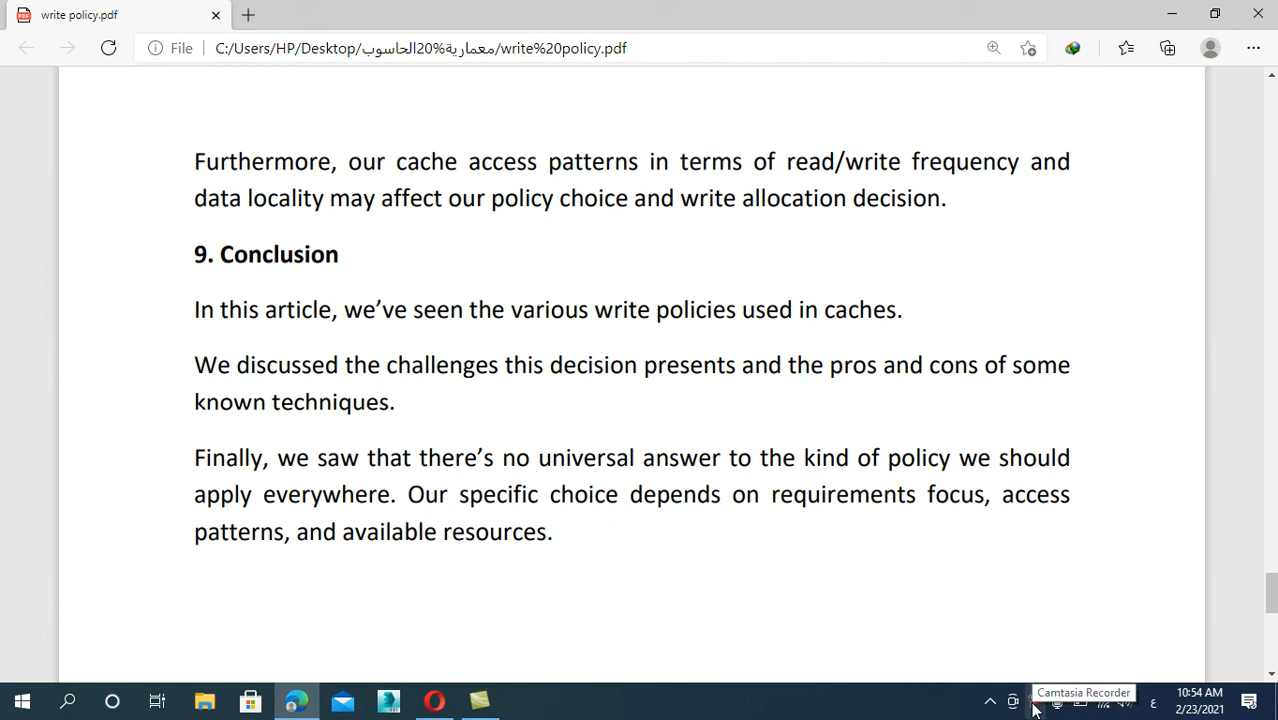 write policy.pdf
File
C:/Users/HP/Desktop/معمارية%20الحاسوب/write%20policy.pdf
Furthermore, our cache access patterns in terms of read/write frequency and
data locality may affect our policy choice and write allocation decision.
9. Conclusion
In this article, we’ve seen the various write policies used in caches.
We discussed the challenges this decision presents and the pros and cons of some
known techniques.
Finally, we saw that there’s no universal answer to the kind of policy we should
apply everywhere. Our specific choice depends on requirements focus, access
patterns, and available resources.
Camtasia Recorder
ع
10:54 AM
2/23/2021